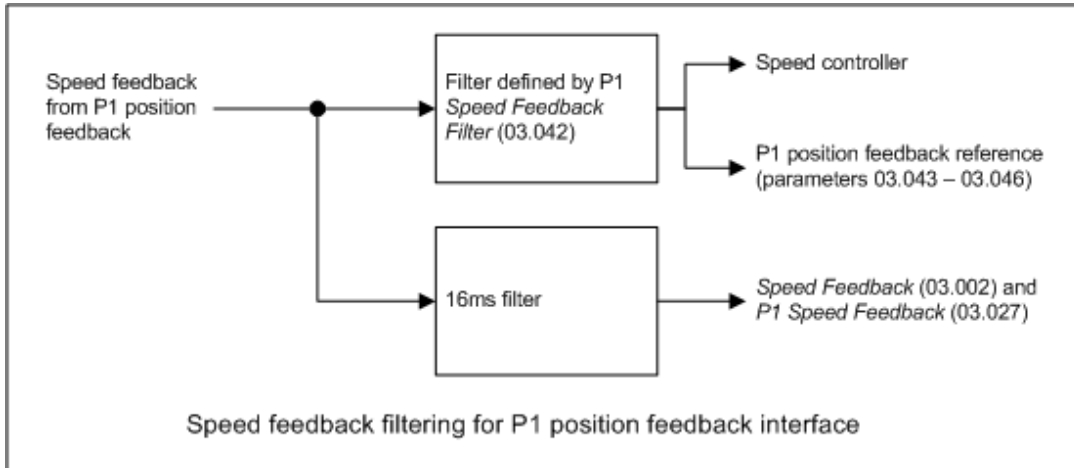 Speed feedback
from P1 position
feedback
Filter defined by P1
Speed Feedback
Filter (03.042)
Speed controller
P1 position feedback reference
(parameters 03.043 – 03.046)
16ms filter
Speed Feedback (03.002) and
P1 Speed Feedback (03.027)
Speed feedback filtering for P1 position feedback interface